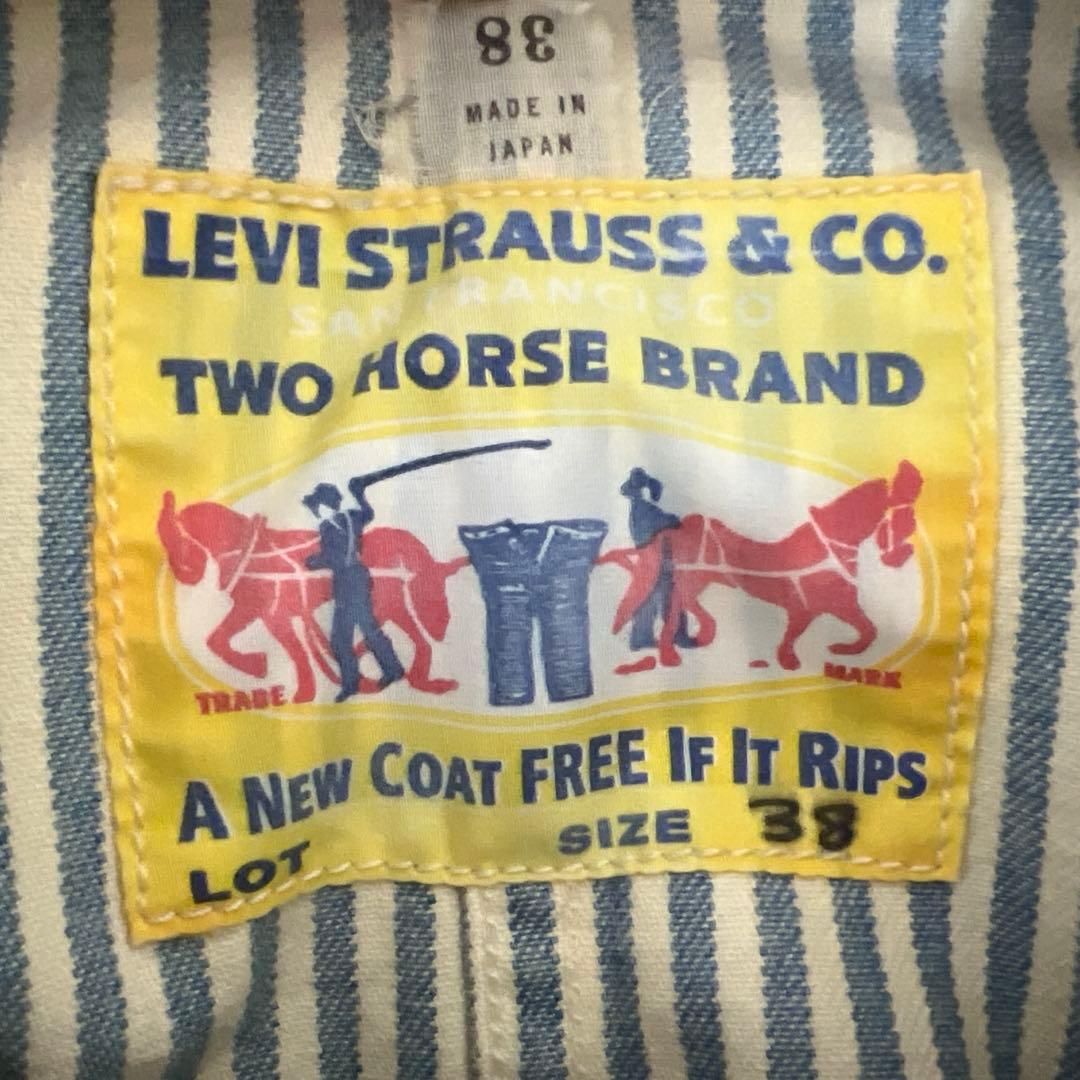 38
MADE IN
JAPAN
LEVI STRAUSS & CO.
SAN FRANCISCO
TWO HORSE BRAND
TRADE MARK
A NEW COAT FREE IF IT RIPS
LOT SIZE 38